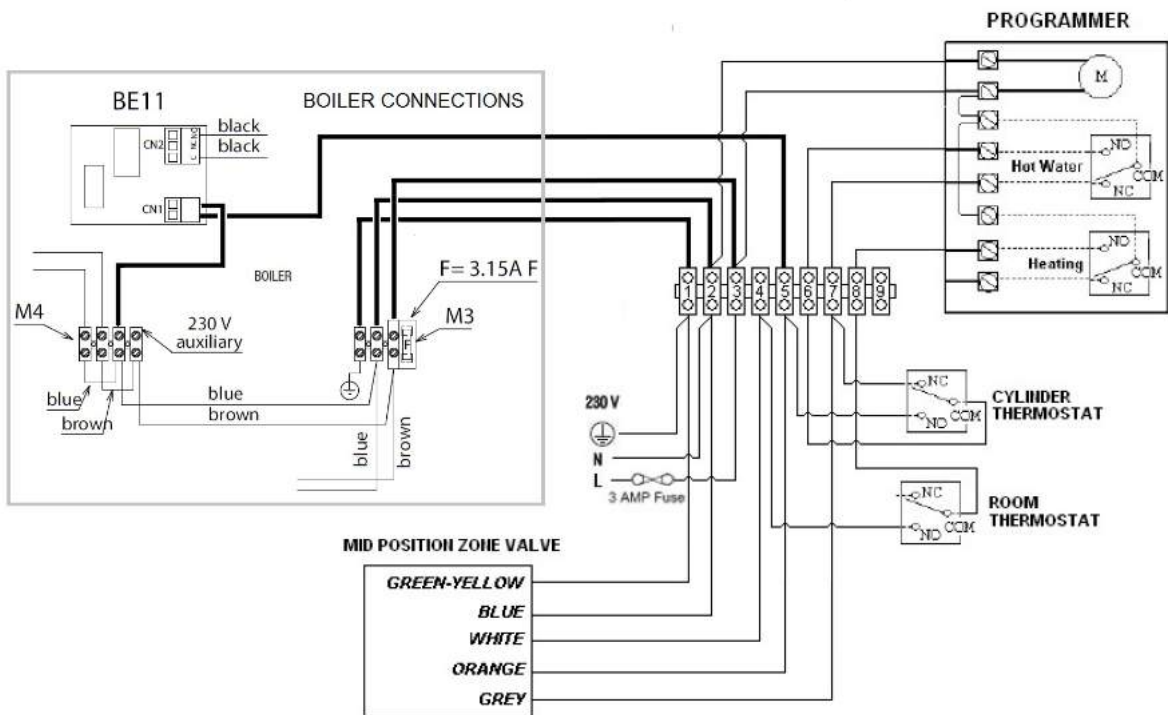 PROGRAMMER
M
BE11
BOILER CONNECTIONS
black
CN2
black
L NC NO
CN1
NO
Hot Water
COM
NC
NO
Heating
COM
NC
BOILER
F= 3.15A F
M3
F
M4
230 V
auxiliary
blue
brown
blue
brown
blue
brown
1 2 3 4 5 6 7 8 9
230 V
N
L
3 AMP Fuse
NC
COM
NO
CYLINDER
THERMOSTAT
NC
COM
NO
ROOM
THERMOSTAT
MID POSITION ZONE VALVE
GREEN-YELLOW
BLUE
WHITE
ORANGE
GREY